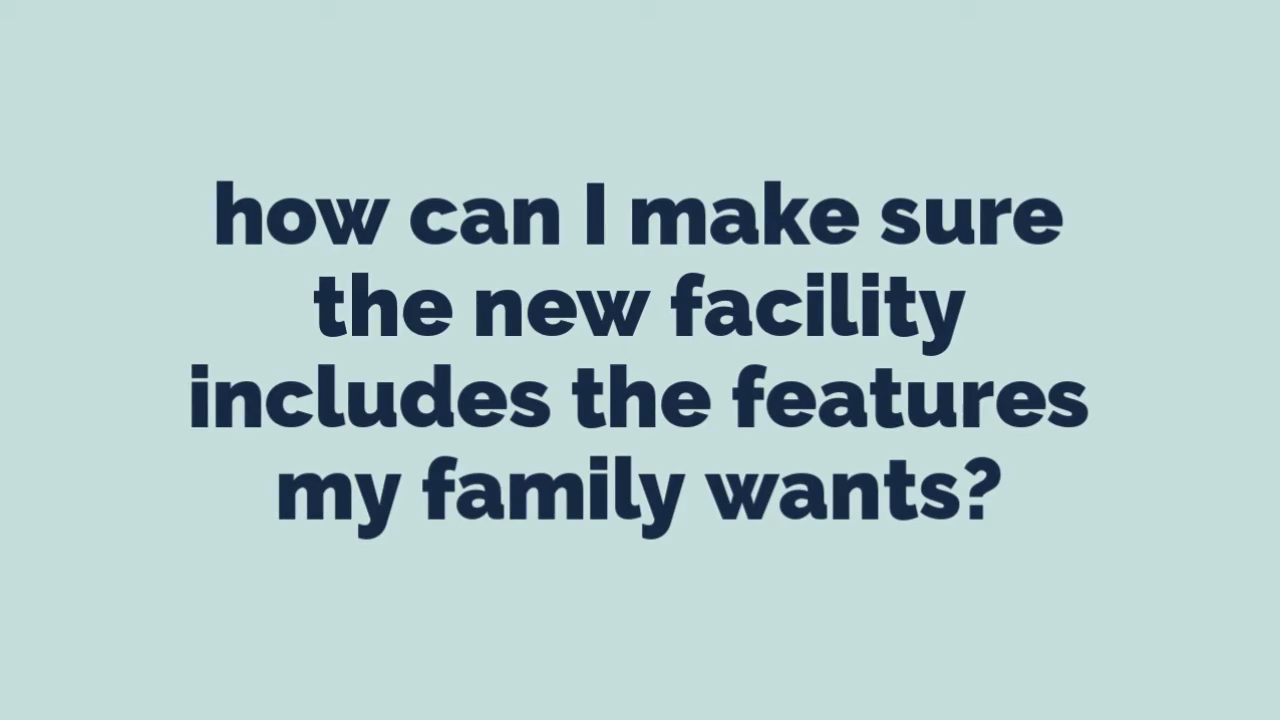 how can I make sure
the new facility
includes the features
my family wants?